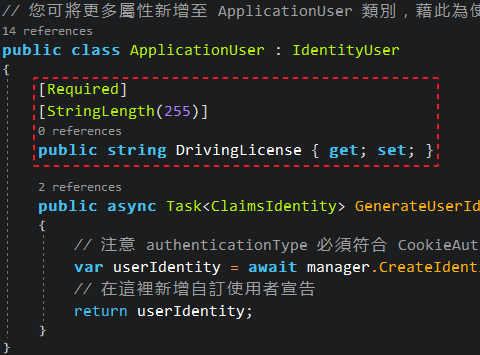 // 您可將更多屬性新增至 ApplicationUser 類別，藉此為使
14 references
public class ApplicationUser : IdentityUser
{
[Required]
[StringLength(255)]
0 references
public string DrivingLicense { get; set; }
2 references
public async Task<ClaimsIdentity> GenerateUserId
{
// 注意 authenticationType 必須符合 CookieAut
var userIdentity = await manager.CreateIdenti
// 在這裡新增自訂使用者宣告
return userIdentity;
}
}